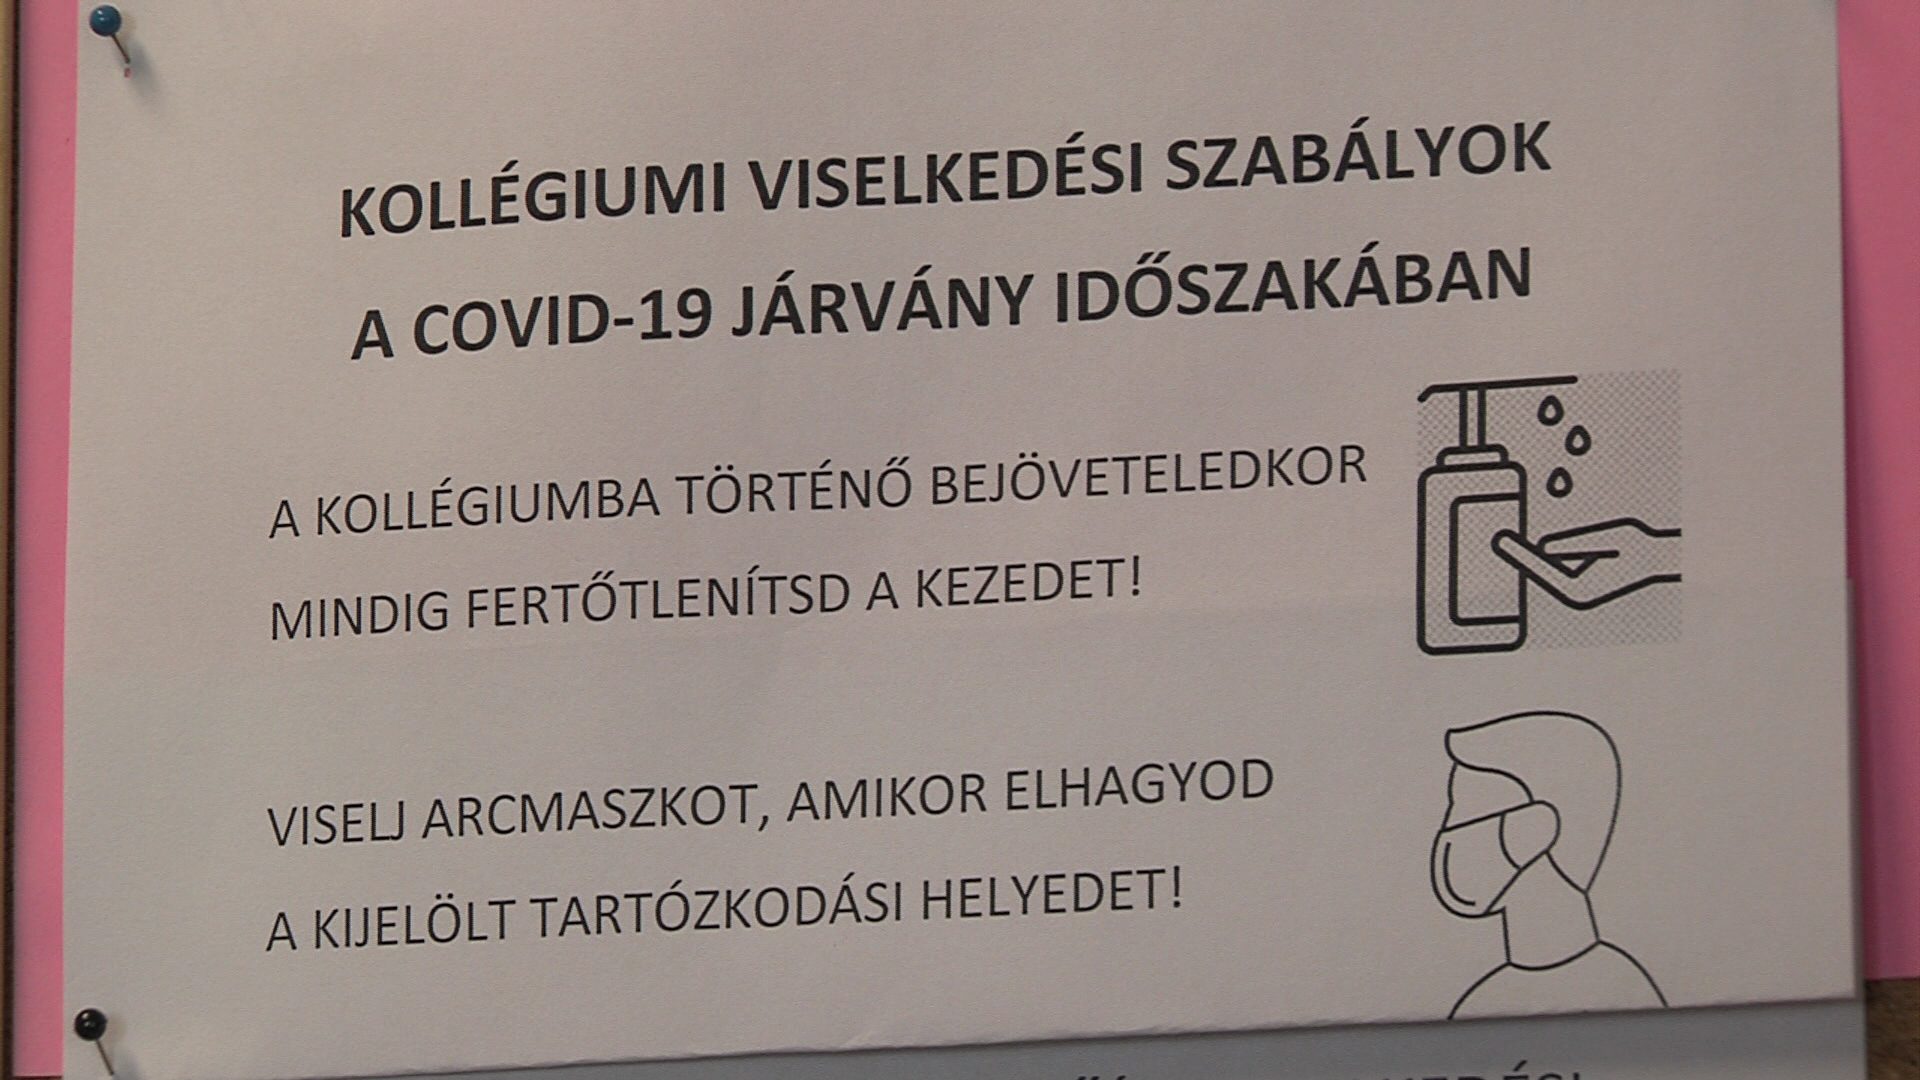 KOLLÉGIUMI VISELKEDÉSI SZABÁLYOK
A COVID-19 JÁRVÁNY IDŐSZAKÁBAN
A KOLLÉGIUMBA TÖRTÉNŐ BEJÖVETELEDKOR
MINDIG FERTŐTLENÍTSD A KEZEDET!
VISELJ ARCMASZKOT, AMIKOR ELHAGYOD
A KIJELÖLT TARTÓZKODÁSI HELYEDET!